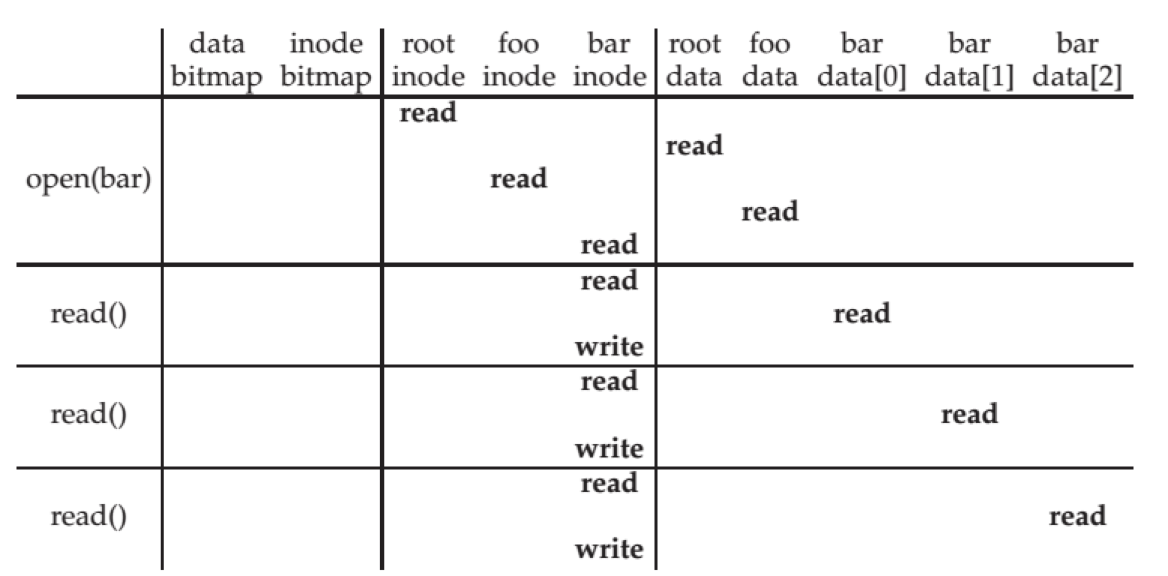 data inode root foo bar root foo bar bar bar
bitmap bitmap inode inode inode data data data[0] data[1] data[2]
read
read
open(bar) read
read
read
read
read() read
write
read
read() read
write
read
read() read
write